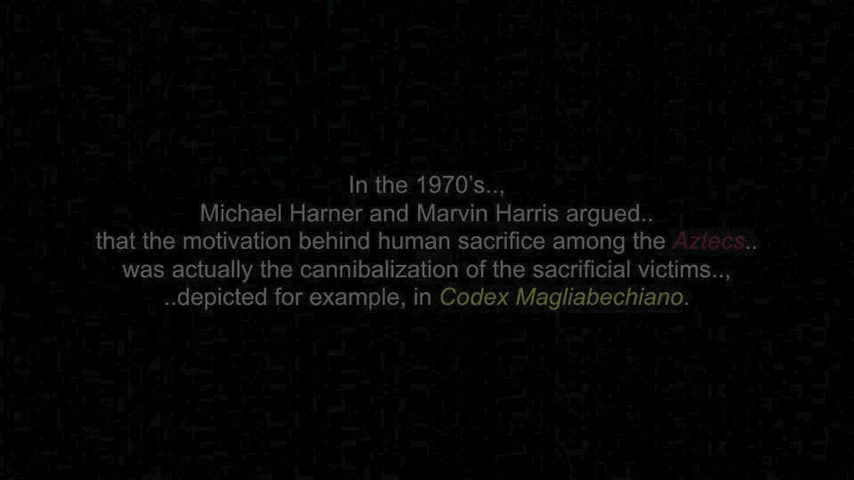 In the 1970’s..,
Michael Harner and Marvin Harris argued..
that the motivation behind human sacrifice among the Aztecs..
was actually the cannibalization of the sacrificial victims..,
..depicted for example, in Codex Magliabechiano.